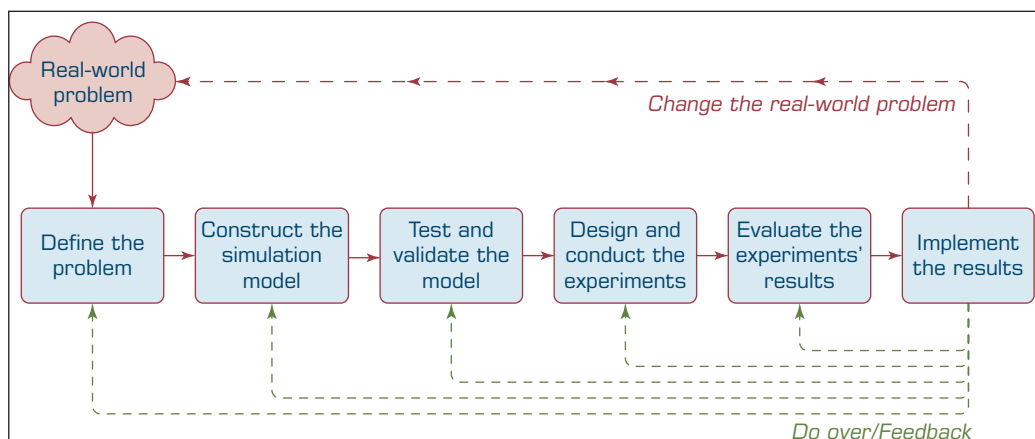 Real-world
problem
Change the real-world problem
Define the
problem
Construct the
simulation
model
Test and
validate the
model
Design and
conduct the
experiments
Evaluate the
experiments'
results
Implement
the results
Do over/Feedback